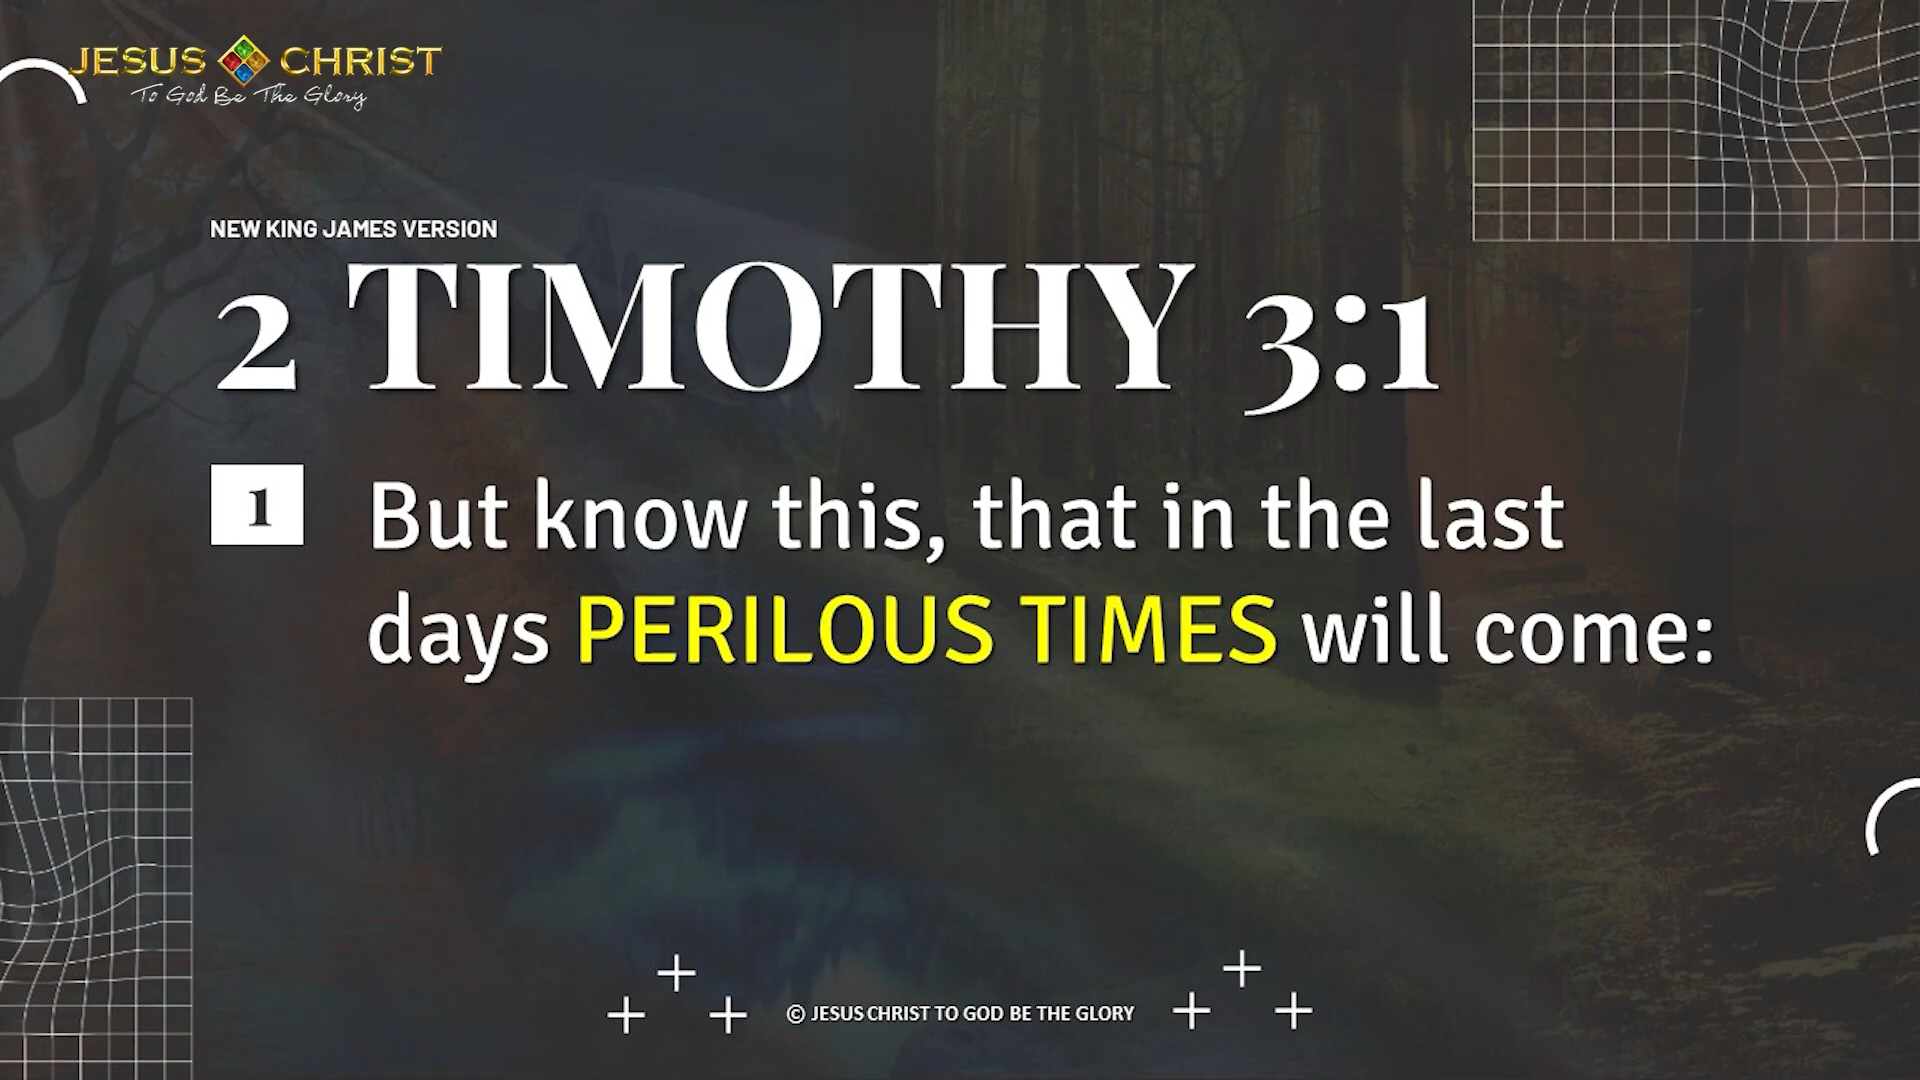 JESUS CHRIST
To God Be The Glory
NEW KING JAMES VERSION
2 TIMOTHY 3:1
1 But know this, that in the last
days PERILOUS TIMES will come:
© JESUS CHRIST TO GOD BE THE GLORY